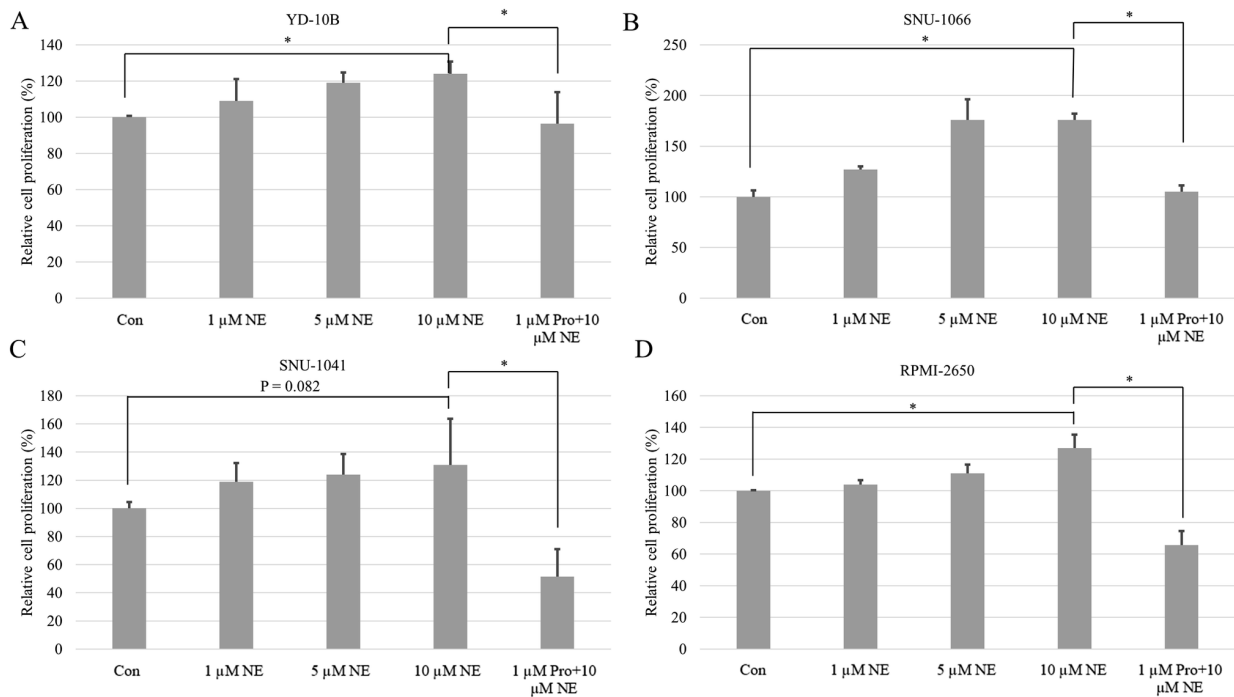 A
YD-10B
*
*
Relative cell proliferation (%)
140
120
100
80
60
40
20
0
Con
1 µM NE
5 µM NE
10 µM NE
1 µM Pro+10
µM NE
B
SNU-1066
*
*
Relative cell proliferation (%)
250
200
150
100
50
0
Con
1 µM NE
5 µM NE
10 µM NE
1 µM Pro+10
µM NE
C
SNU-1041
P = 0.082
*
Relative cell proliferation (%)
180
160
140
120
100
80
60
40
20
0
Con
1 µM NE
5 µM NE
10 µM NE
1 µM Pro+10
µM NE
D
RPMI-2650
*
*
Relative cell proliferation (%)
160
140
120
100
80
60
40
20
0
Con
1 µM NE
5 µM NE
10 µM NE
1 µM Pro+10
µM NE